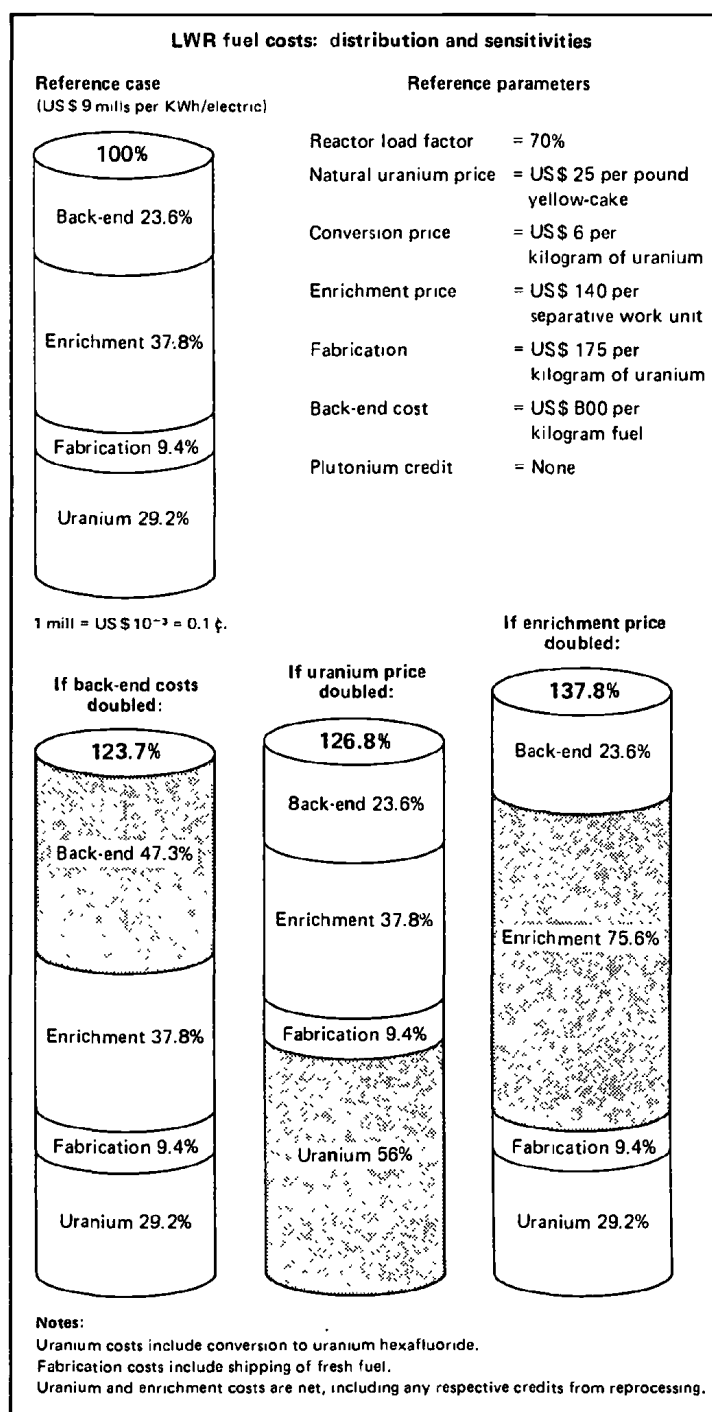 LWR fuel costs: distribution and sensitivities
Reference case
(US $ 9 mills per KWh/electric)
100%
Back-end 23.6%
Enrichment 37.8%
Fabrication 9.4%
Uranium 29.2%
1 mill = US $ 10⁻³ = 0.1 ¢.
Reference parameters
Reactor load factor = 70%
Natural uranium price = US $ 25 per pound
yellow-cake
Conversion price = US $ 6 per
kilogram of uranium
Enrichment price = US $ 140 per
separative work unit
Fabrication = US $ 175 per
kilogram of uranium
Back-end cost = US $ 800 per
kilogram fuel
Plutonium credit = None
If back-end costs
doubled:
123.7%
Back-end 47.3%
Enrichment 37.8%
Fabrication 9.4%
Uranium 29.2%
If uranium price
doubled:
126.8%
Back-end 23.6%
Enrichment 37.8%
Fabrication 9.4%
Uranium 56%
If enrichment price
doubled:
137.8%
Back-end 23.6%
Enrichment 75.6%
Fabrication 9.4%
Uranium 29.2%
Notes:
Uranium costs include conversion to uranium hexafluoride.
Fabrication costs include shipping of fresh fuel.
Uranium and enrichment costs are net, including any respective credits from reprocessing.